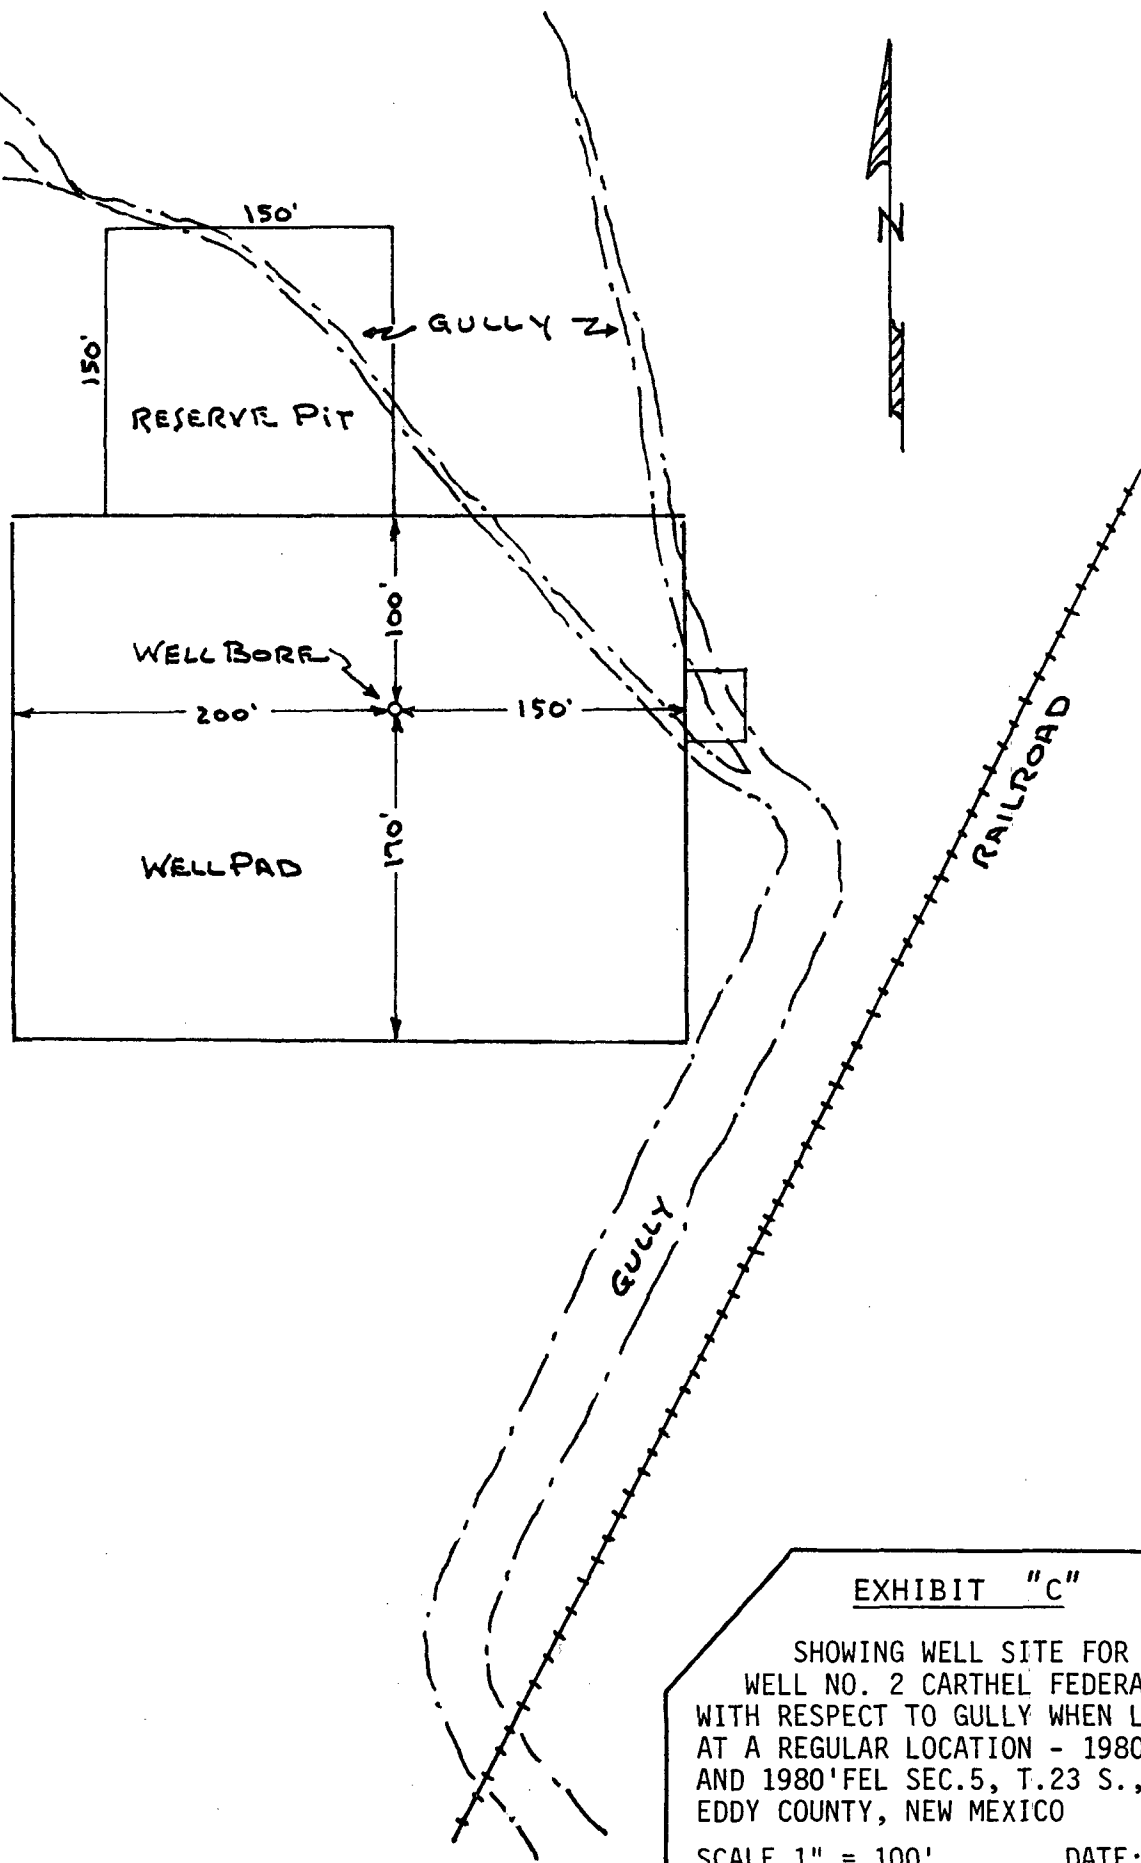 N
150'
150'
GULLY
RESERVE PIT
100'
WELL BORE
200'
150'
170'
WELL PAD
RAILROAD
GULLY
EXHIBIT "C"
SHOWING WELL SITE FOR
WELL NO. 2 CARTHEL FEDERA
WITH RESPECT TO GULLY WHEN L
AT A REGULAR LOCATION - 1980
AND 1980'FEL SEC.5, T.23 S.,
EDDY COUNTY, NEW MEXICO
SCALE 1" = 100' DATE: